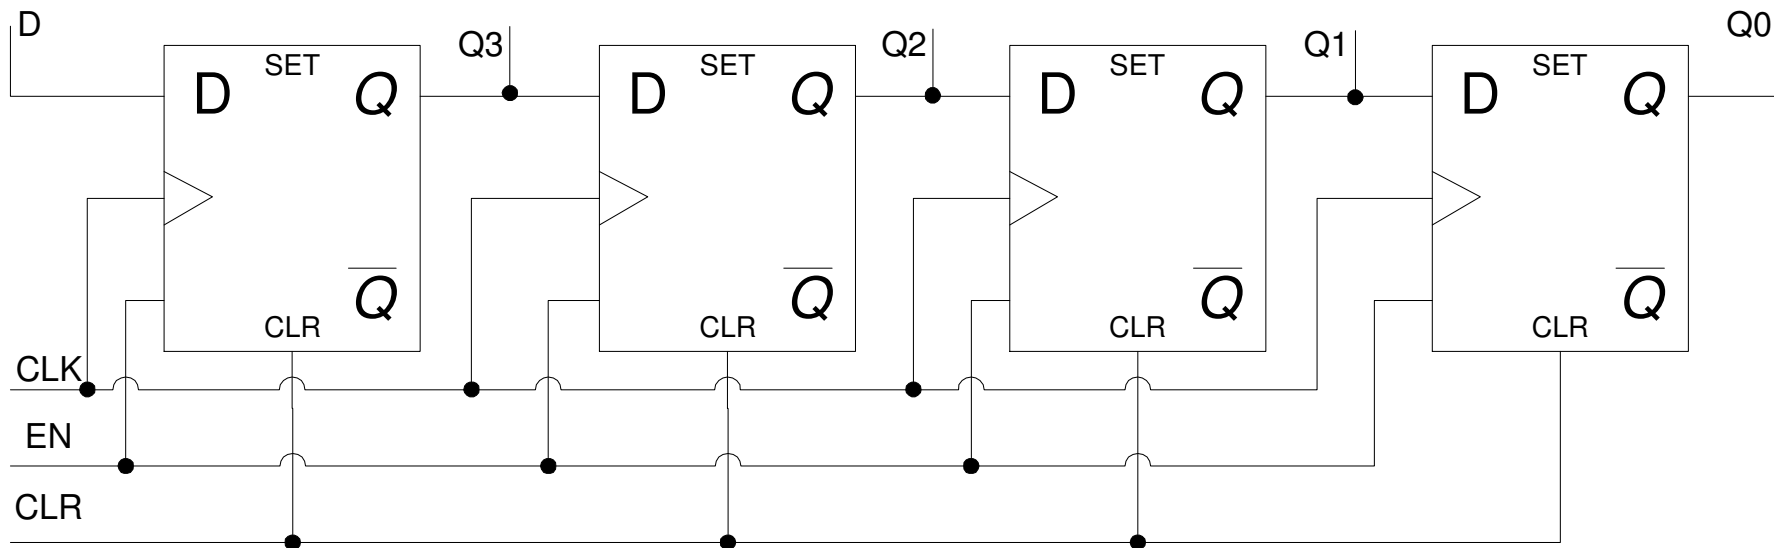 D Q3 Q2 Q1 Q0
SET SET SET SET
D Q D Q D Q D Q
Q Q Q Q
CLR CLR CLR CLR
CLK
EN
CLR